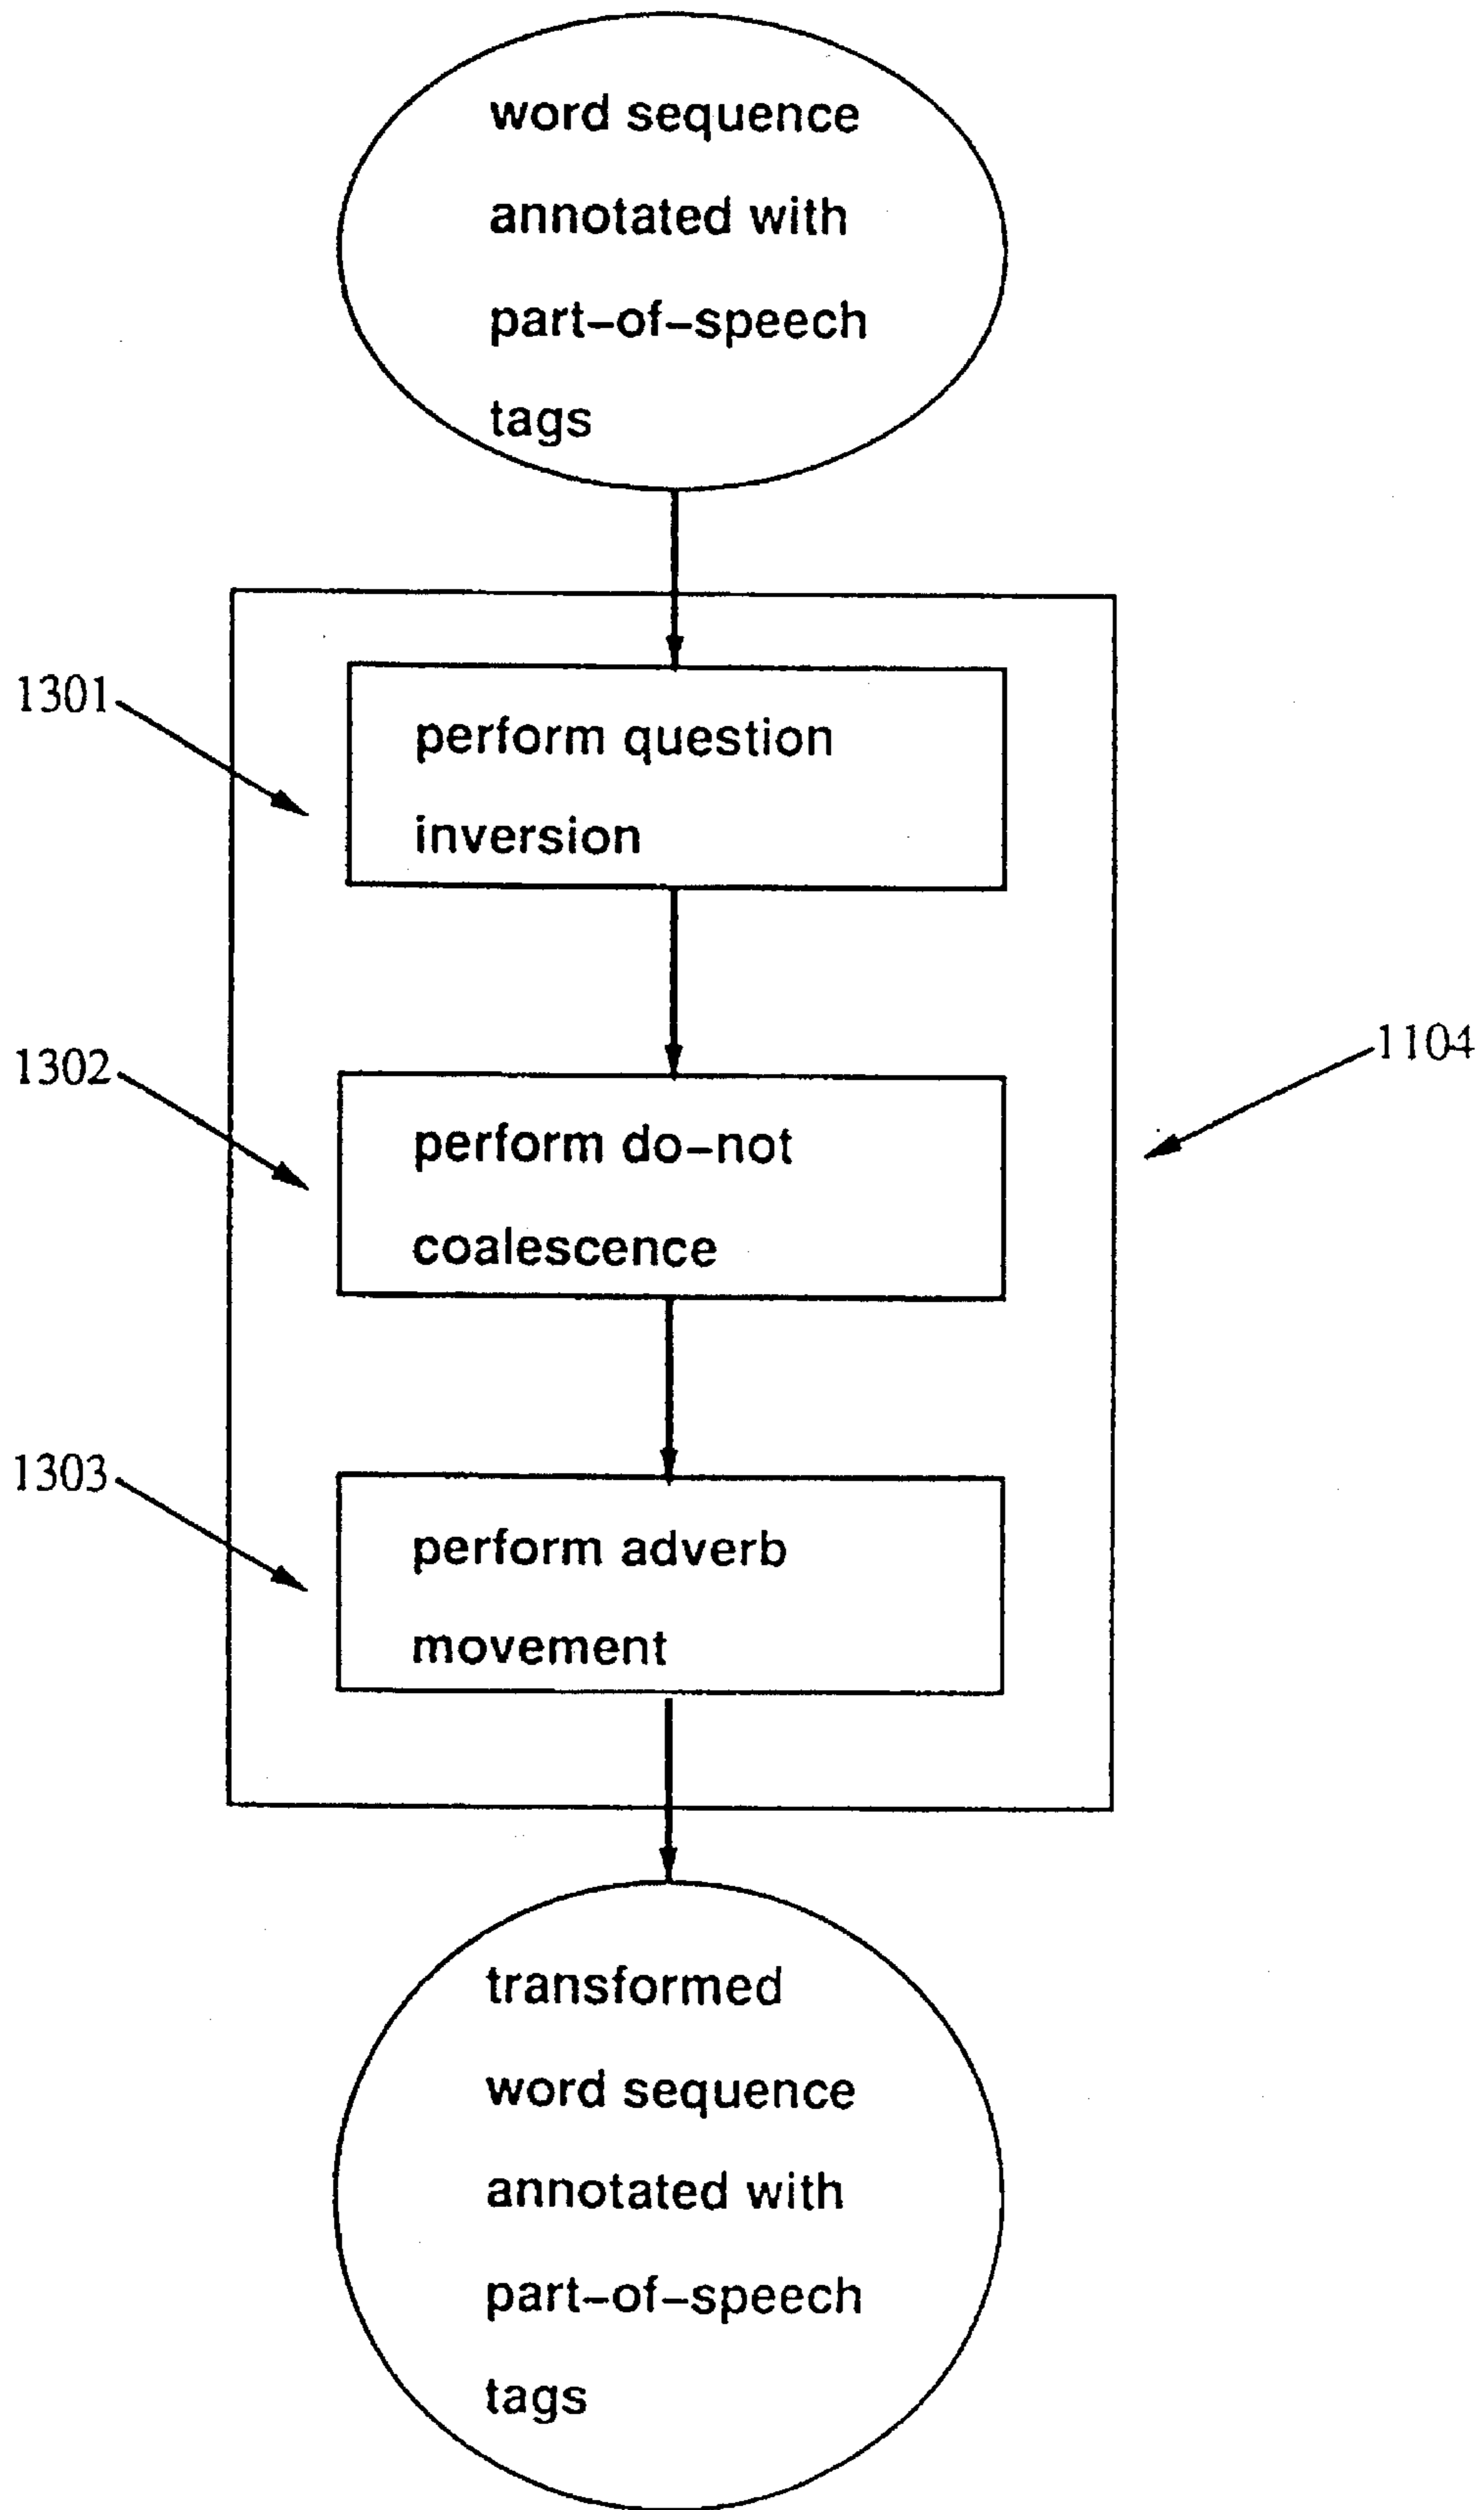 word sequence
annotated with
part–of–speech
tags
1301
perform question
inversion
1302
perform do–not
coalescence
1104
1303
perform adverb
movement
transformed
word sequence
annotated with
part–of–speech
tags